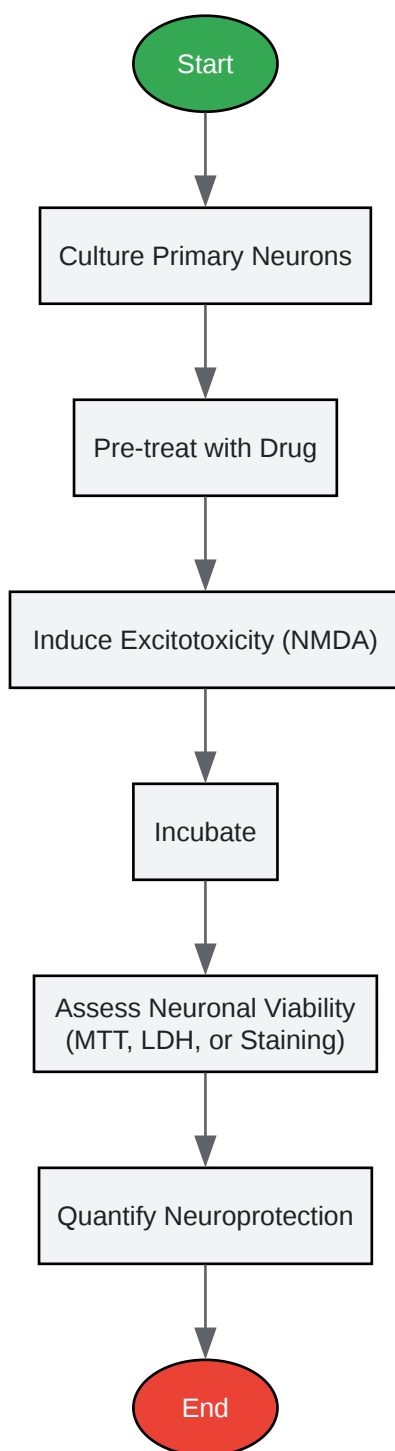 Start
Culture Primary Neurons
Pre-treat with Drug
Induce Excitotoxicity (NMDA)
Incubate
Assess Neuronal Viability
(MTT, LDH, or Staining)
Quantify Neuroprotection
End